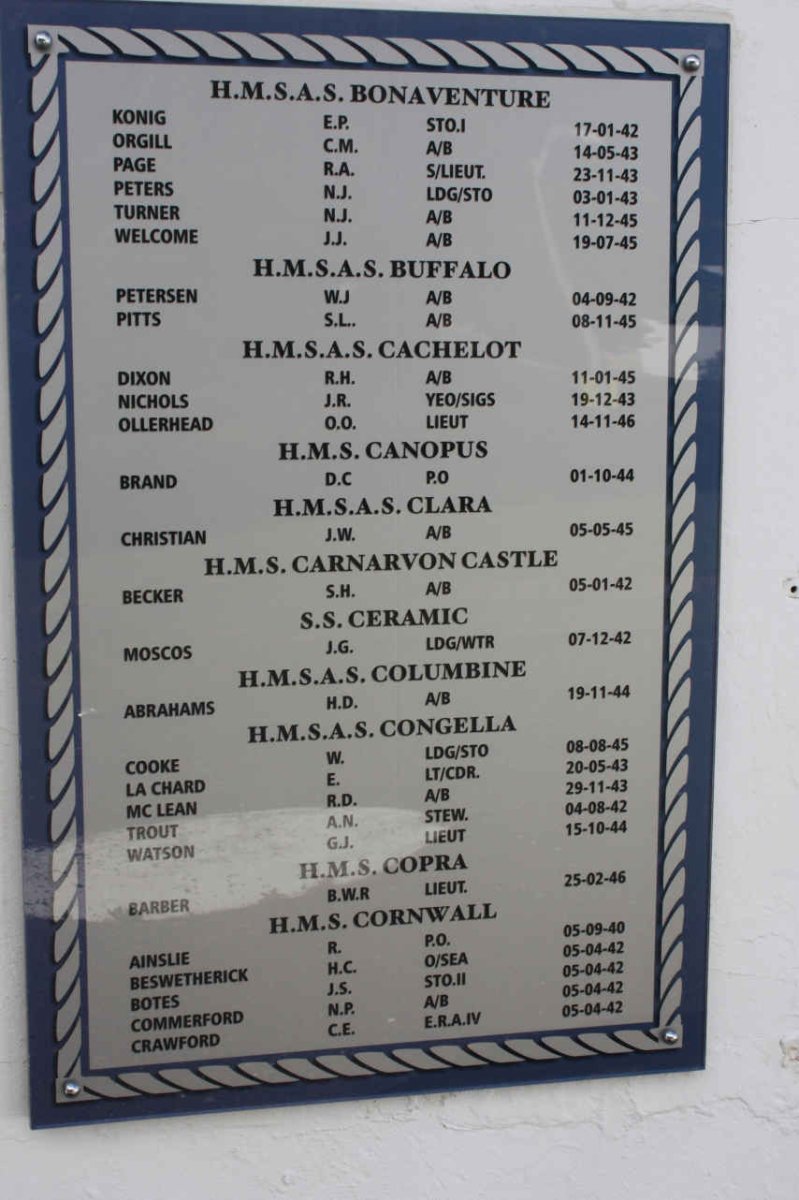 H.M.S.A.S. BONAVENTURE
KONIG E.P. STO.I 17-01-42
ORGILL C.M. A/B 14-05-43
PAGE R.A. S/LIEUT. 23-11-43
PETERS N.J. LDG/STO 03-01-43
TURNER N.J. A/B 11-12-45
WELCOME J.J. A/B 19-07-45
H.M.S.A.S. BUFFALO
PETERSEN W.J A/B 04-09-42
PITTS S.L.. A/B 08-11-45
H.M.S.A.S. CACHELOT
DIXON R.H. A/B 11-01-45
NICHOLS J.R. YEO/SIGS 19-12-43
OLLERHEAD O.O. LIEUT 14-11-46
H.M.S. CANOPUS
BRAND D.C P.O 01-10-44
H.M.S.A.S. CLARA
CHRISTIAN J.W. A/B 05-05-45
H.M.S. CARNARVON CASTLE
BECKER S.H. A/B 05-01-42
S.S. CERAMIC
MOSCOS J.G. LDG/WTR 07-12-42
H.M.S.A.S. COLUMBINE
ABRAHAMS H.D. A/B 19-11-44
H.M.S.A.S. CONGELLA
COOKE W. LDG/STO 08-08-45
LA CHARD E. LT/CDR. 20-05-43
MC LEAN R.D. A/B 29-11-43
TROUT A.N. STEW. 04-08-42
WATSON G.J. LIEUT 15-10-44
H.M.S. COPRA
BARBER B.W.R LIEUT. 25-02-46
H.M.S. CORNWALL
AINSLIE R. P.O. 05-09-40
BESWETHERICK H.C. O/SEA 05-04-42
BOTES J.S. STO.II 05-04-42
COMMERFORD N.P. A/B 05-04-42
CRAWFORD C.E. E.R.A.IV 05-04-42